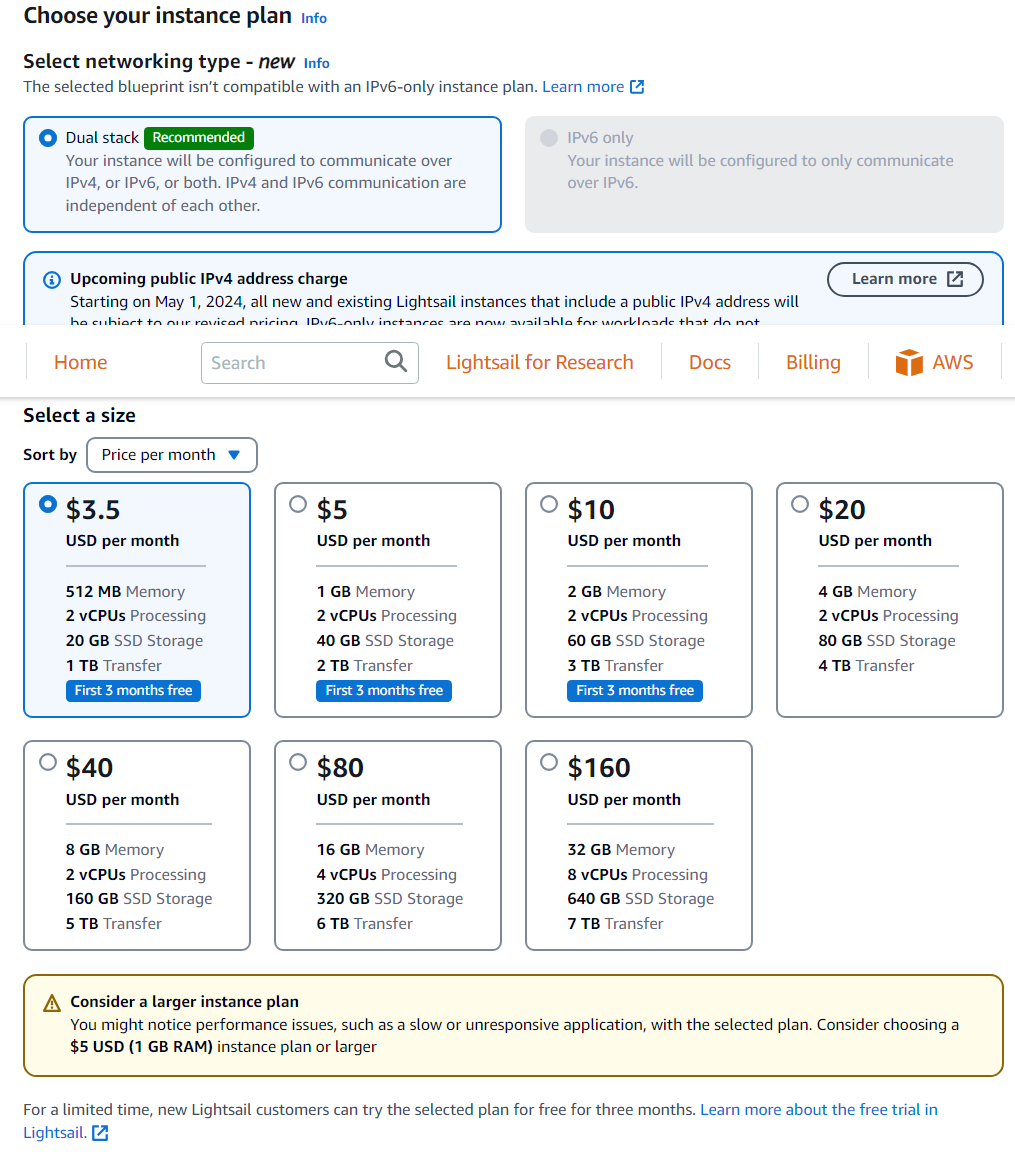 Choose your instance plan Info
Select networking type - new Info
The selected blueprint isn't compatible with an IPv6-only instance plan. Learn more
Dual stack Recommended
Your instance will be configured to communicate over
IPv4, or IPv6, or both. IPv4 and IPv6 communication are
independent of each other.
IPv6 only
Your instance will be configured to only communicate
over IPv6.
Upcoming public IPv4 address charge
Starting on May 1, 2024, all new and existing Lightsail instances that include a public IPv4 address will
be subject to our revised pricing. IPv6-only instances are now available for workloads that do not
Learn more
Home
Search
Lightsail for Research
Docs
Billing
AWS
Select a size
Sort by Price per month
$3.5
USD per month
512 MB Memory
2 vCPUs Processing
20 GB SSD Storage
1 TB Transfer
First 3 months free
$5
USD per month
1 GB Memory
2 vCPUs Processing
40 GB SSD Storage
2 TB Transfer
First 3 months free
$10
USD per month
2 GB Memory
2 vCPUs Processing
60 GB SSD Storage
3 TB Transfer
First 3 months free
$20
USD per month
4 GB Memory
2 vCPUs Processing
80 GB SSD Storage
4 TB Transfer
$40
USD per month
8 GB Memory
2 vCPUs Processing
160 GB SSD Storage
5 TB Transfer
$80
USD per month
16 GB Memory
4 vCPUs Processing
320 GB SSD Storage
6 TB Transfer
$160
USD per month
32 GB Memory
8 vCPUs Processing
640 GB SSD Storage
7 TB Transfer
Consider a larger instance plan
You might notice performance issues, such as a slow or unresponsive application, with the selected plan. Consider choosing a
$5 USD (1 GB RAM) instance plan or larger
For a limited time, new Lightsail customers can try the selected plan for free for three months. Learn more about the free trial in
Lightsail.